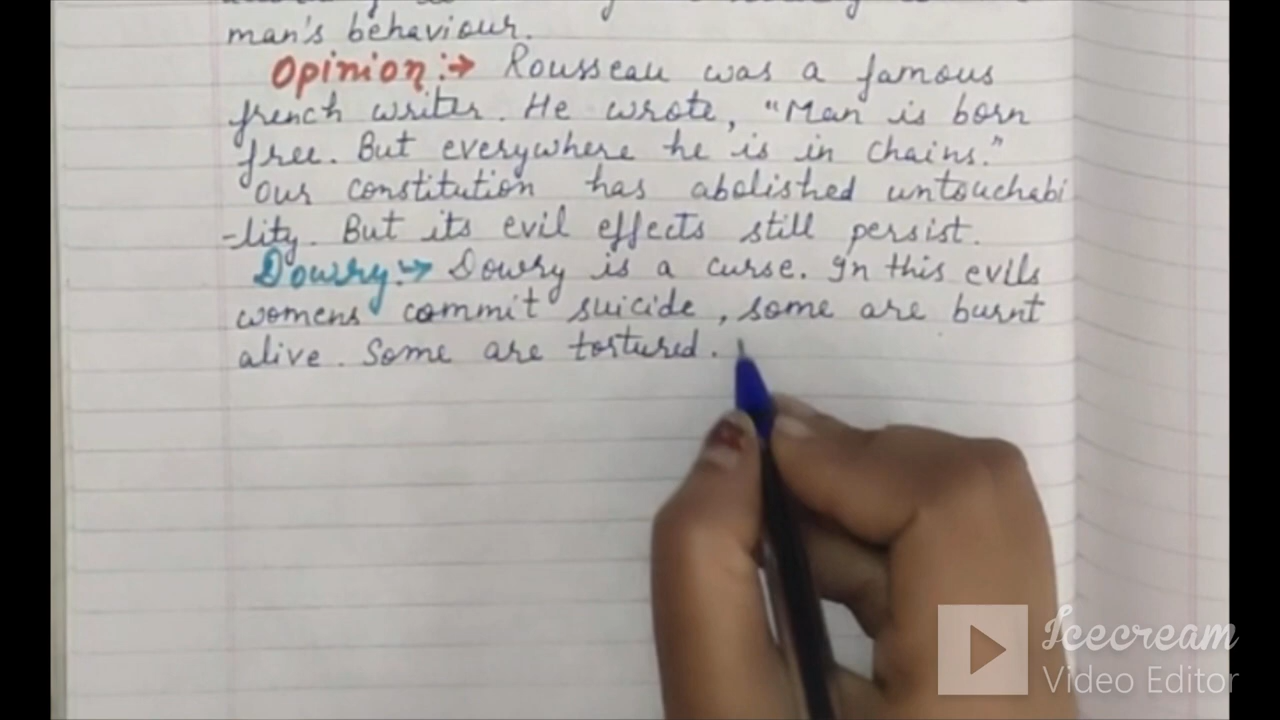 man's behaviour.
Opinion:→ Rousseau was a famous
french writer. He wrote, "Man is born
free. But everywhere he is in chains."
Our constitution has abolished untouchabi
-lity. But its evil effects still persist.
Dowry:→ Dowry is a curse. In this evils
womens commit suicide, some are burnt
alive. Some are tortured.
Icecream
Video Editor